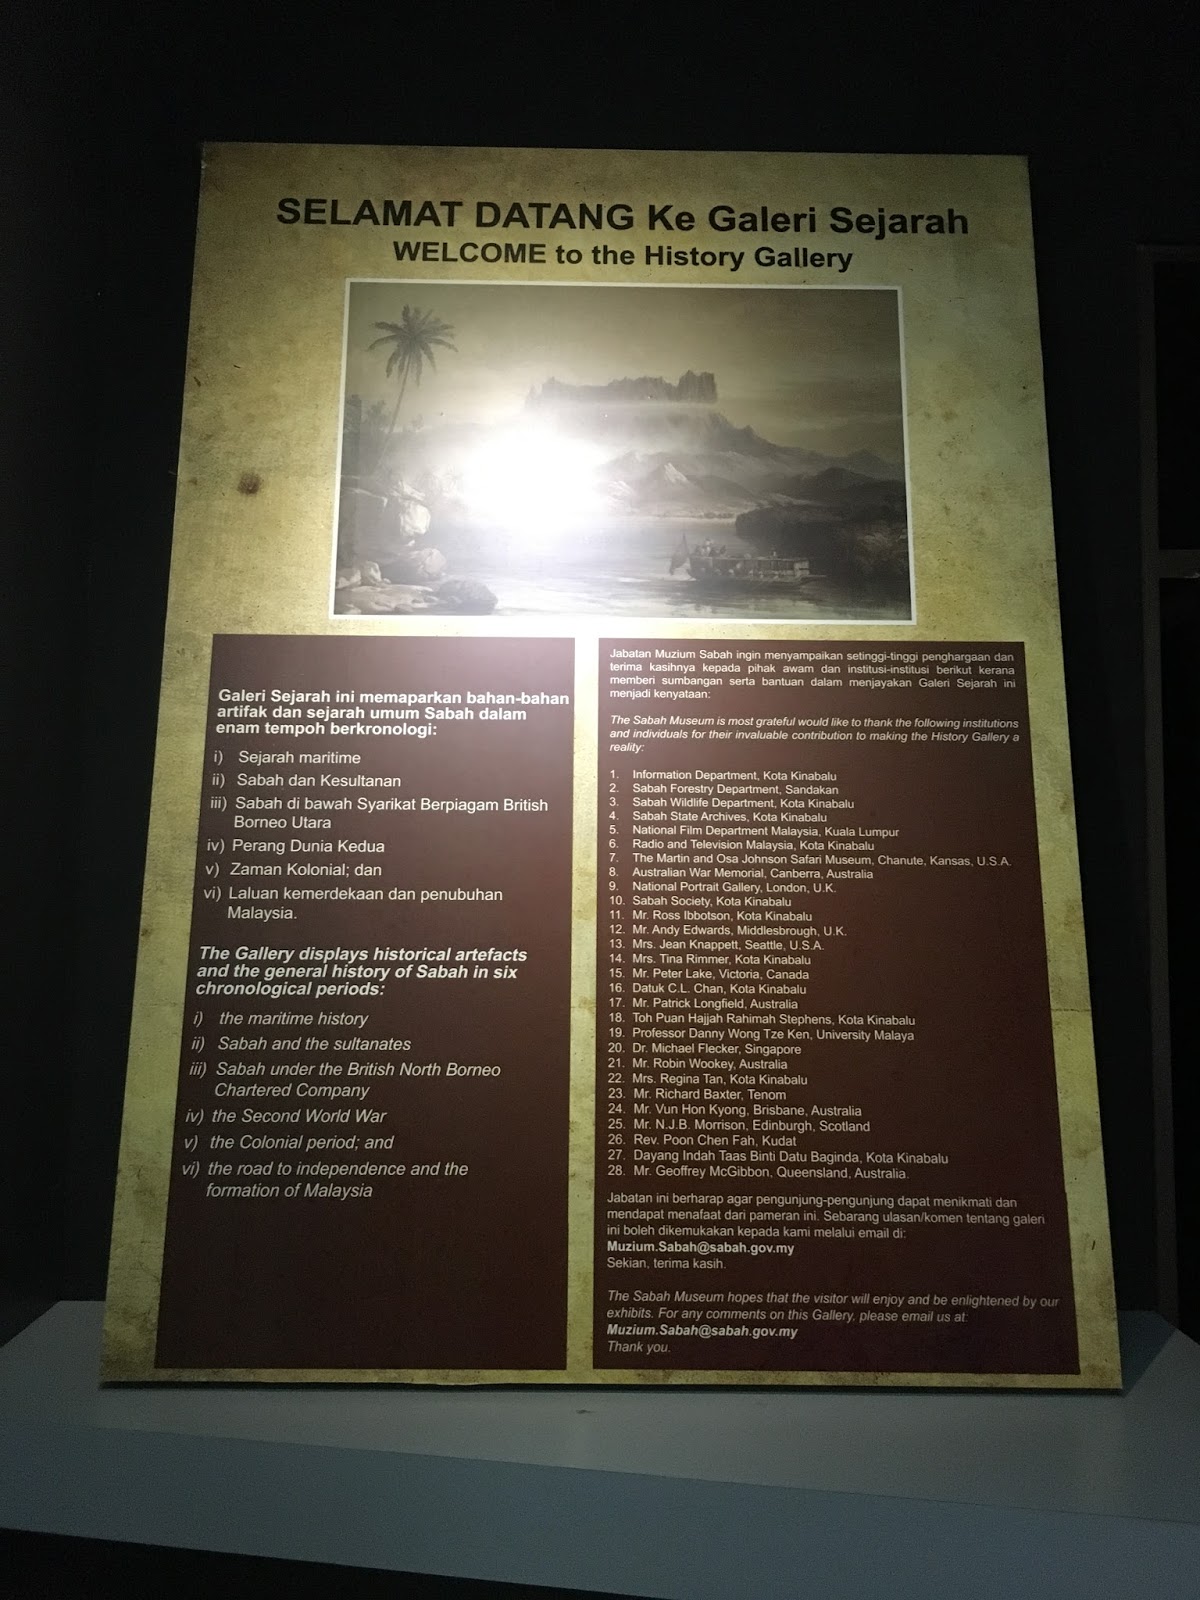 SELAMAT DATANG Ke Galeri Sejarah
WELCOME to the History Gallery
Galeri Sejarah ini memaparkan bahan-bahan
artifak dan sejarah umum Sabah dalam
enam tempoh berkronologi:
i) Sejarah maritime
ii) Sabah dan Kesultanan
iii) Sabah di bawah Syarikat Berpiagam British
Borneo Utara
iv) Perang Dunia Kedua
v) Zaman Kolonial; dan
vi) Laluan kemerdekaan dan penubuhan
Malaysia.
The Gallery displays historical artefacts
and the general history of Sabah in six
chronological periods:
i) the maritime history
ii) Sabah and the sultanates
iii) Sabah under the British North Borneo
Chartered Company
iv) the Second World War
v) the Colonial period; and
vi) the road to independence and the
formation of Malaysia
Jabatan Muzium Sabah ingin menyampaikan setinggi-tinggi penghargaan dan
terima kasihnya kepada pihak awam dan institusi-institusi berikut kerana
memberi sumbangan serta bantuan dalam menjayakan Galeri Sejarah ini
menjadi kenyataan:
The Sabah Museum is most grateful would like to thank the following institutions
and individuals for their invaluable contribution to making the History Gallery a
reality:
1. Information Department, Kota Kinabalu
2. Sabah Forestry Department, Sandakan
3. Sabah Wildlife Department, Kota Kinabalu
4. Sabah State Archives, Kota Kinabalu
5. National Film Department Malaysia, Kuala Lumpur
6. Radio and Television Malaysia, Kota Kinabalu
7. The Martin and Osa Johnson Safari Museum, Chanute, Kansas, U.S.A.
8. Australian War Memorial, Canberra, Australia
9. National Portrait Gallery, London, U.K.
10. Sabah Society, Kota Kinabalu
11. Mr. Ross Ibbotson, Kota Kinabalu
12. Mr. Andy Edwards, Middlesbrough, U.K.
13. Mrs. Jean Knappett, Seattle, U.S.A.
14. Mrs. Tina Rimmer, Kota Kinabalu
15. Mr. Peter Lake, Victoria, Canada
16. Datuk C.L. Chan, Kota Kinabalu
17. Mr. Patrick Longfield, Australia
18. Toh Puan Hajjah Rahimah Stephens, Kota Kinabalu
19. Professor Danny Wong Tze Ken, University Malaya
20. Dr. Michael Flecker, Singapore
21. Mr. Robin Wookey, Australia
22. Mrs. Regina Tan, Kota Kinabalu
23. Mr. Richard Baxter, Tenom
24. Mr. Vun Hon Kyong, Brisbane, Australia
25. Mr. N.J.B. Morrison, Edinburgh, Scotland
26. Rev. Poon Chen Fah, Kudat
27. Dayang Indah Taas Binti Datu Baginda, Kota Kinabalu
28. Mr. Geoffrey McGibbon, Queensland, Australia.
Jabatan ini berharap agar pengunjung-pengunjung dapat menikmati dan
mendapat menafaat dari pameran ini. Sebarang ulasan/komen tentang galeri
ini boleh dikemukakan kepada kami melalui email di:
Muzium.Sabah@sabah.gov.my
Sekian, terima kasih.
The Sabah Museum hopes that the visitor will enjoy and be enlightened by our
exhibits. For any comments on this Gallery, please email us at:
Muzium.Sabah@sabah.gov.my
Thank you.